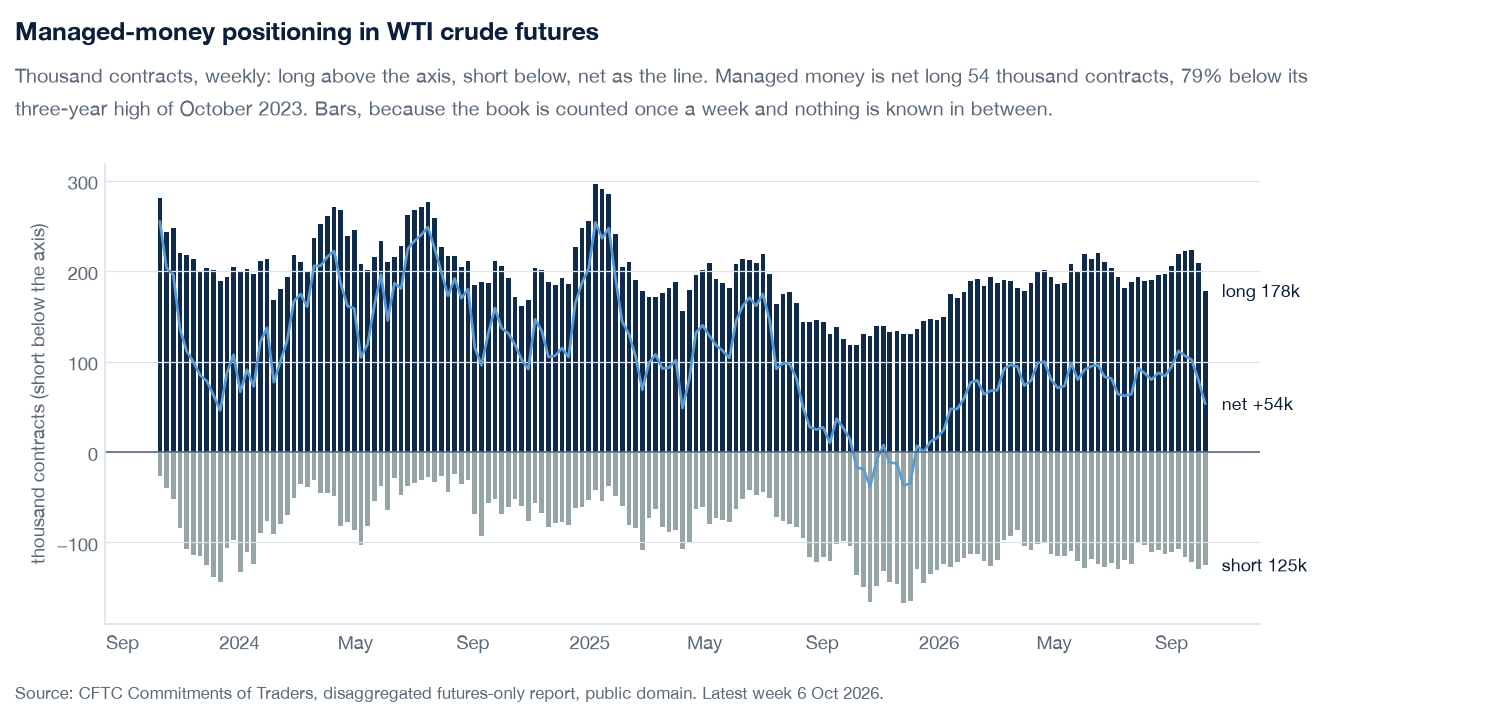 Managed-money positioning in WTI crude futures
Thousand contracts, weekly: long above the axis, short below, net as the line. Managed money is net long 54 thousand contracts, 79% below its
three-year high of October 2023. Bars, because the book is counted once a week and nothing is known in between.
thousand contracts (short below the axis)
300
200
100
0
−100
long 178k
net +54k
short 125k
Sep
2024
May
Sep
2025
May
Sep
2026
May
Sep
Source: CFTC Commitments of Traders, disaggregated futures-only report, public domain. Latest week 6 Oct 2026.